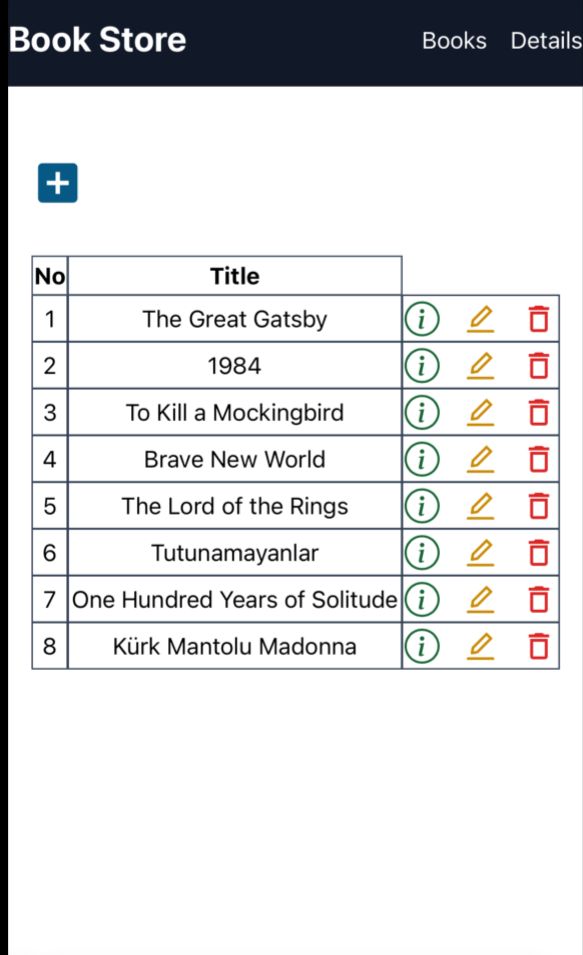 Book Store Books Details
+
No Title
1 The Great Gatsby i
2 1984 i
3 To Kill a Mockingbird i
4 Brave New World i
5 The Lord of the Rings i
6 Tutunamayanlar i
7 One Hundred Years of Solitude i
8 Kürk Mantolu Madonna i